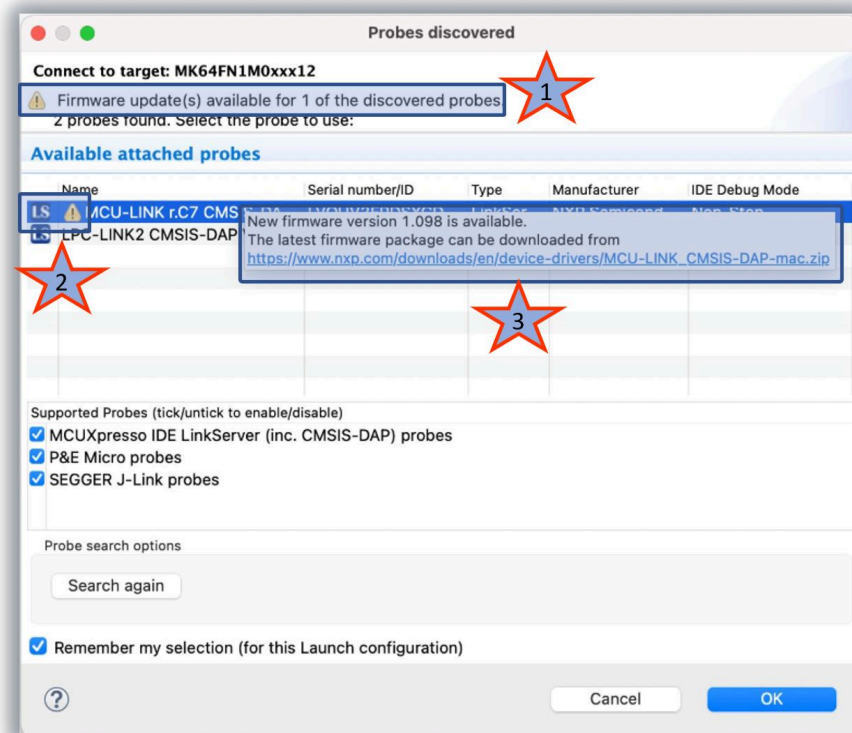 Probes discovered
Connect to target: MK64FN1M0xxx12
Firmware update(s) available for 1 of the discovered probes.
1
2 probes found. Select the probe to use:
Available attached probes
Name Serial number/ID Type Manufacturer IDE Debug Mode
LS MCU-LINK r.C7 CMSIS-DA
New firmware version 1.098 is available.
LS LPC-LINK2 CMSIS-DAP
The latest firmware package can be downloaded from
https://www.nxp.com/downloads/en/device-drivers/MCU-LINK_CMSIS-DAP-mac.zip
2
3
Supported Probes (tick/untick to enable/disable)
MCUXpresso IDE LinkServer (inc. CMSIS-DAP) probes
P&E Micro probes
SEGGER J-Link probes
Probe search options
Search again
Remember my selection (for this Launch configuration)
?
Cancel OK